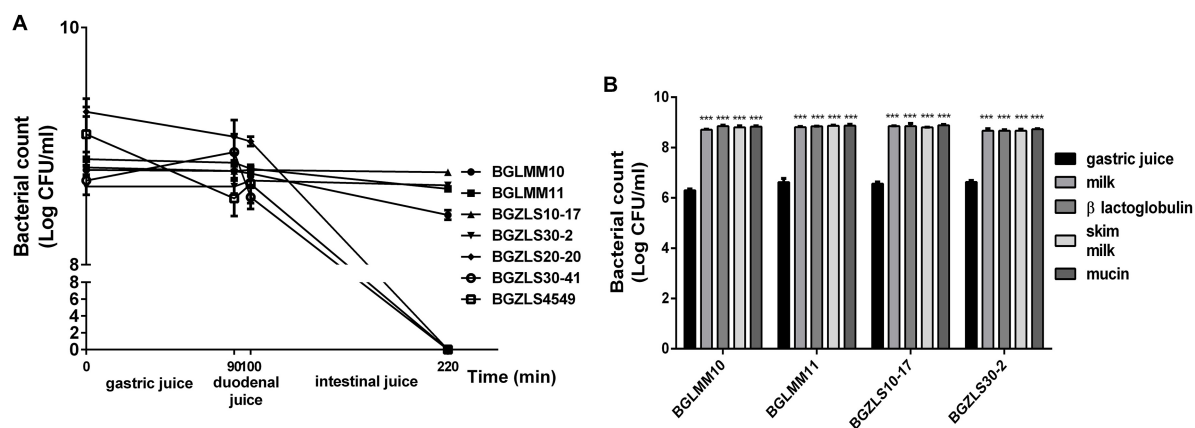 A
Bacterial count
(Log CFU/ml)
10
8
8
6
4
2
0
0
90
100
220
gastric juice
duodenal
juice
intestinal juice
Time (min)
BGLMM10
BGLMM11
BGZLS10-17
BGZLS30-2
BGZLS20-20
BGZLS30-41
BGZLS4549
B
Bacterial count
(Log CFU/ml)
10
8
6
4
2
0
*** *** *** ***
*** *** *** ***
*** *** *** ***
*** *** *** ***
BGLMM10
BGLMM11
BGZLS10-17
BGZLS30-2
gastric juice
milk
β lactoglobulin
skim
milk
mucin